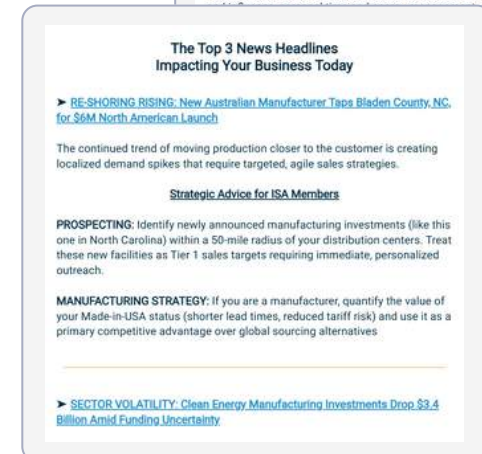 The Top 3 News Headlines
Impacting Your Business Today
➤ RE-SHORING RISING: New Australian Manufacturer Taps Bladen County, NC,
for $6M North American Launch
The continued trend of moving production closer to the customer is creating
localized demand spikes that require targeted, agile sales strategies.
Strategic Advice for ISA Members
PROSPECTING: Identify newly announced manufacturing investments (like this
one in North Carolina) within a 50-mile radius of your distribution centers. Treat
these new facilities as Tier 1 sales targets requiring immediate, personalized
outreach.
MANUFACTURING STRATEGY: If you are a manufacturer, quantify the value of
your Made-in-USA status (shorter lead times, reduced tariff risk) and use it as a
primary competitive advantage over global sourcing alternatives
➤ SECTOR VOLATILITY: Clean Energy Manufacturing Investments Drop $3.4
Billion Amid Funding Uncertainty